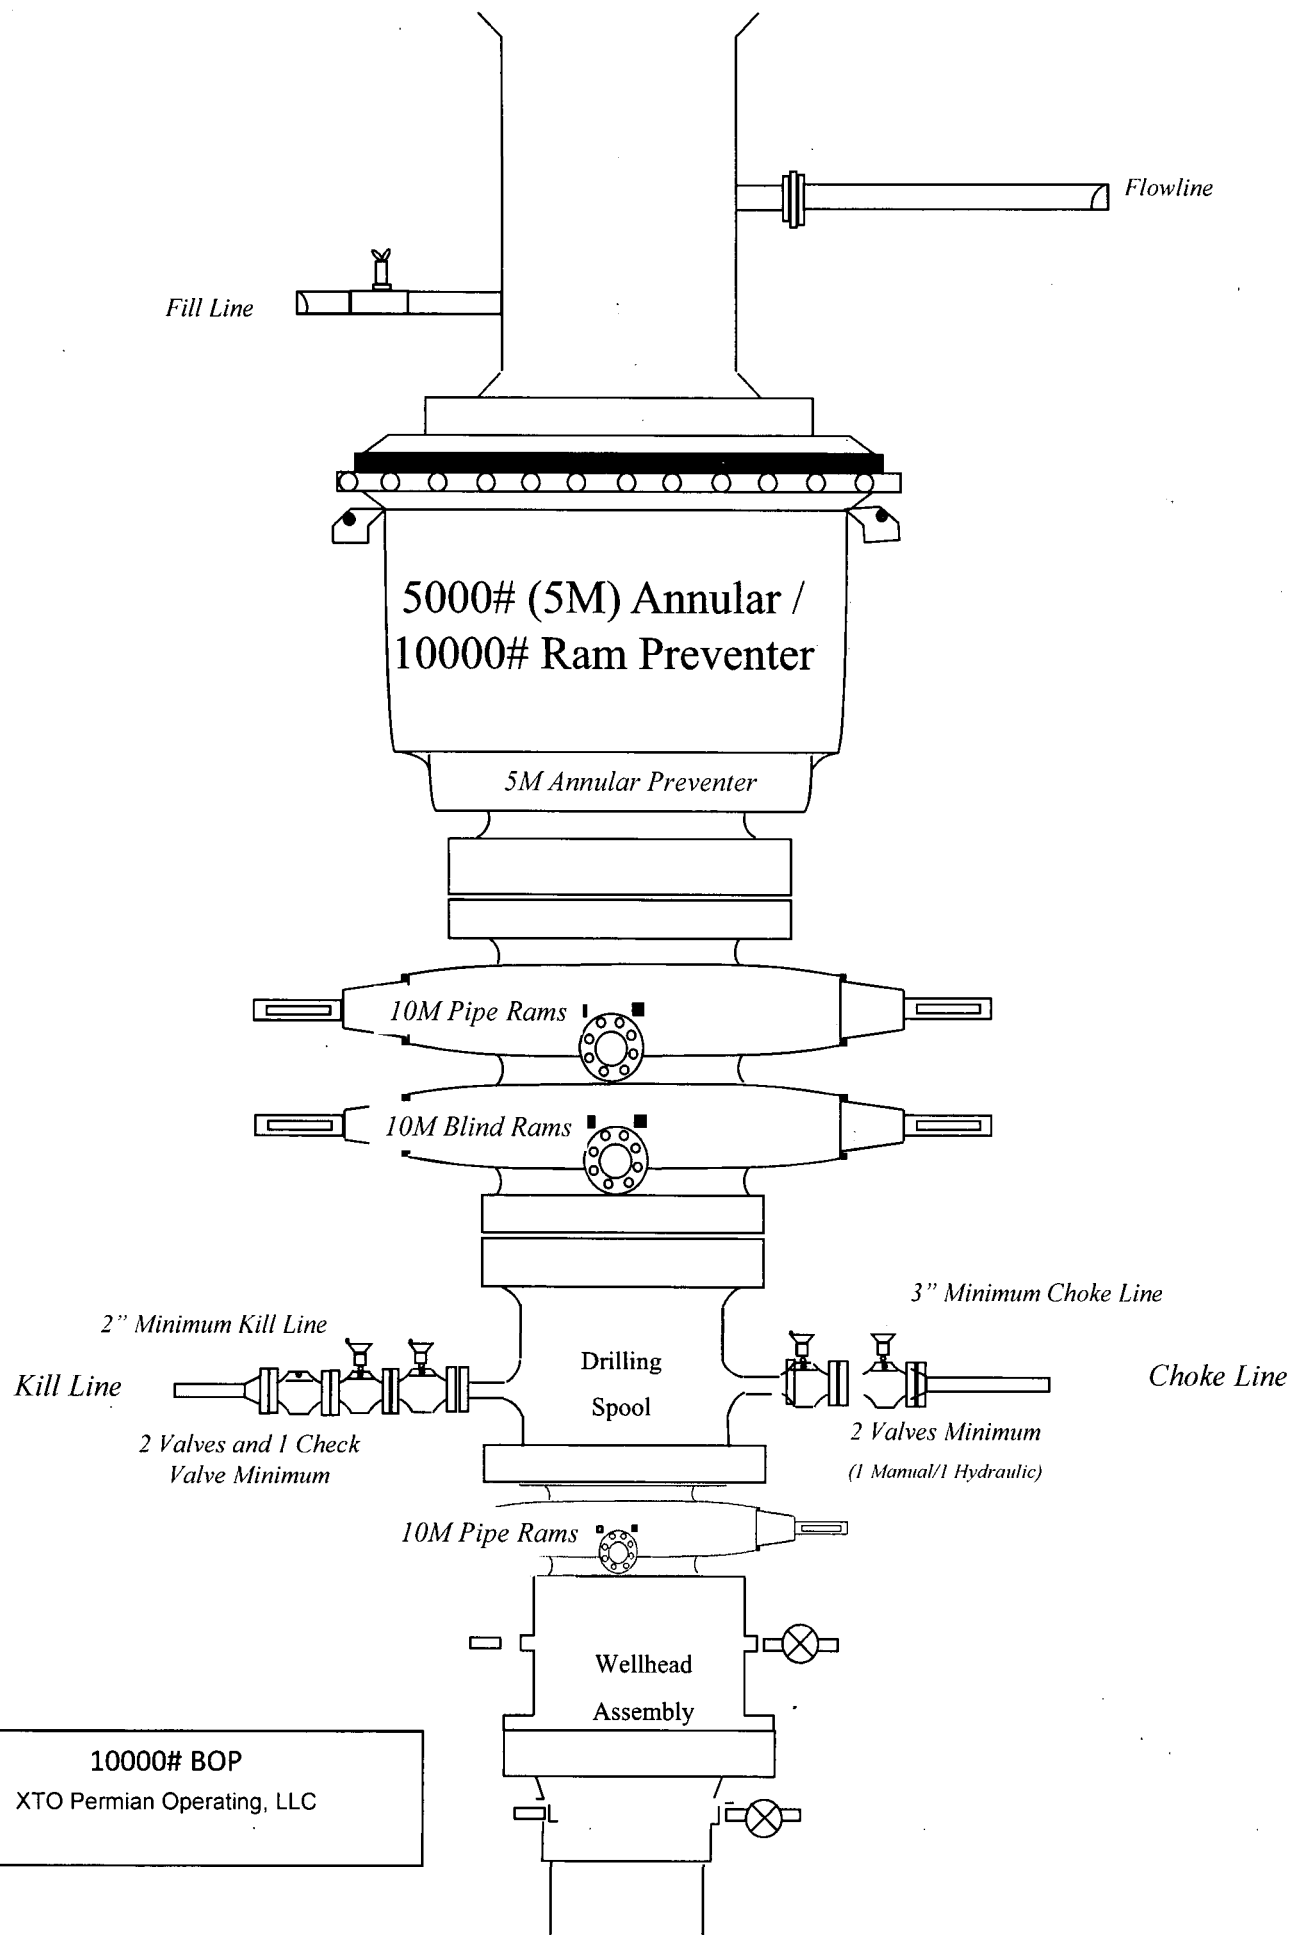 Flowline
Fill Line
5000# (5M) Annular /
10000# Ram Preventer
5M Annular Preventer
10M Pipe Rams
10M Blind Rams
3” Minimum Choke Line
2” Minimum Kill Line
Drilling
Spool
Kill Line
Choke Line
2 Valves and 1 Check
Valve Minimum
2 Valves Minimum
(1 Manual/1 Hydraulic)
10M Pipe Rams
Wellhead
Assembly
10000# BOP
XTO Permian Operating, LLC